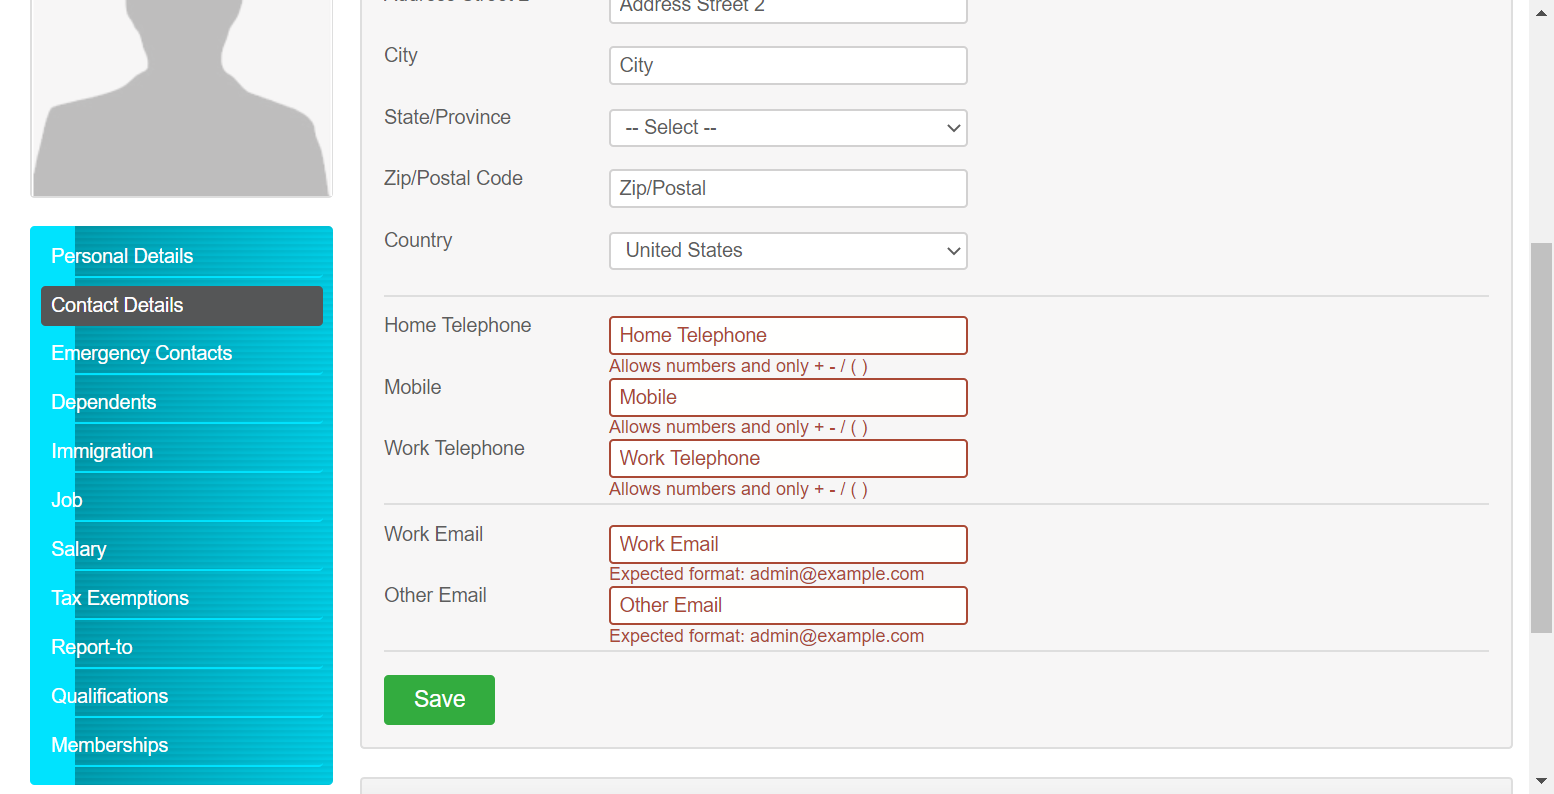 Address Street 2
Address Street 2
City
City
State/Province
-- Select --
Zip/Postal Code
Zip/Postal
Country
United States
Personal Details
Contact Details
Emergency Contacts
Dependents
Immigration
Job
Salary
Tax Exemptions
Report-to
Qualifications
Memberships
Home Telephone
Home Telephone
Allows numbers and only + - / ( )
Mobile
Mobile
Allows numbers and only + - / ( )
Work Telephone
Work Telephone
Allows numbers and only + - / ( )
Work Email
Work Email
Expected format: admin@example.com
Other Email
Other Email
Expected format: admin@example.com
Save